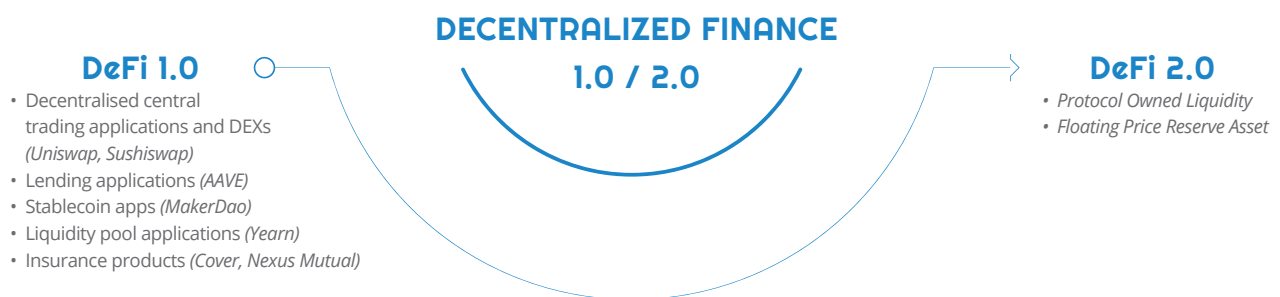 DECENTRALIZED FINANCE
1.0 / 2.0
DeFi 1.0
• Decentralised central
trading applications and DEXs
(Uniswap, Sushiswap)
• Lending applications (AAVE)
• Stablecoin apps (MakerDao)
• Liquidity pool applications (Yearn)
• Insurance products (Cover, Nexus Mutual)
DeFi 2.0
• Protocol Owned Liquidity
• Floating Price Reserve Asset